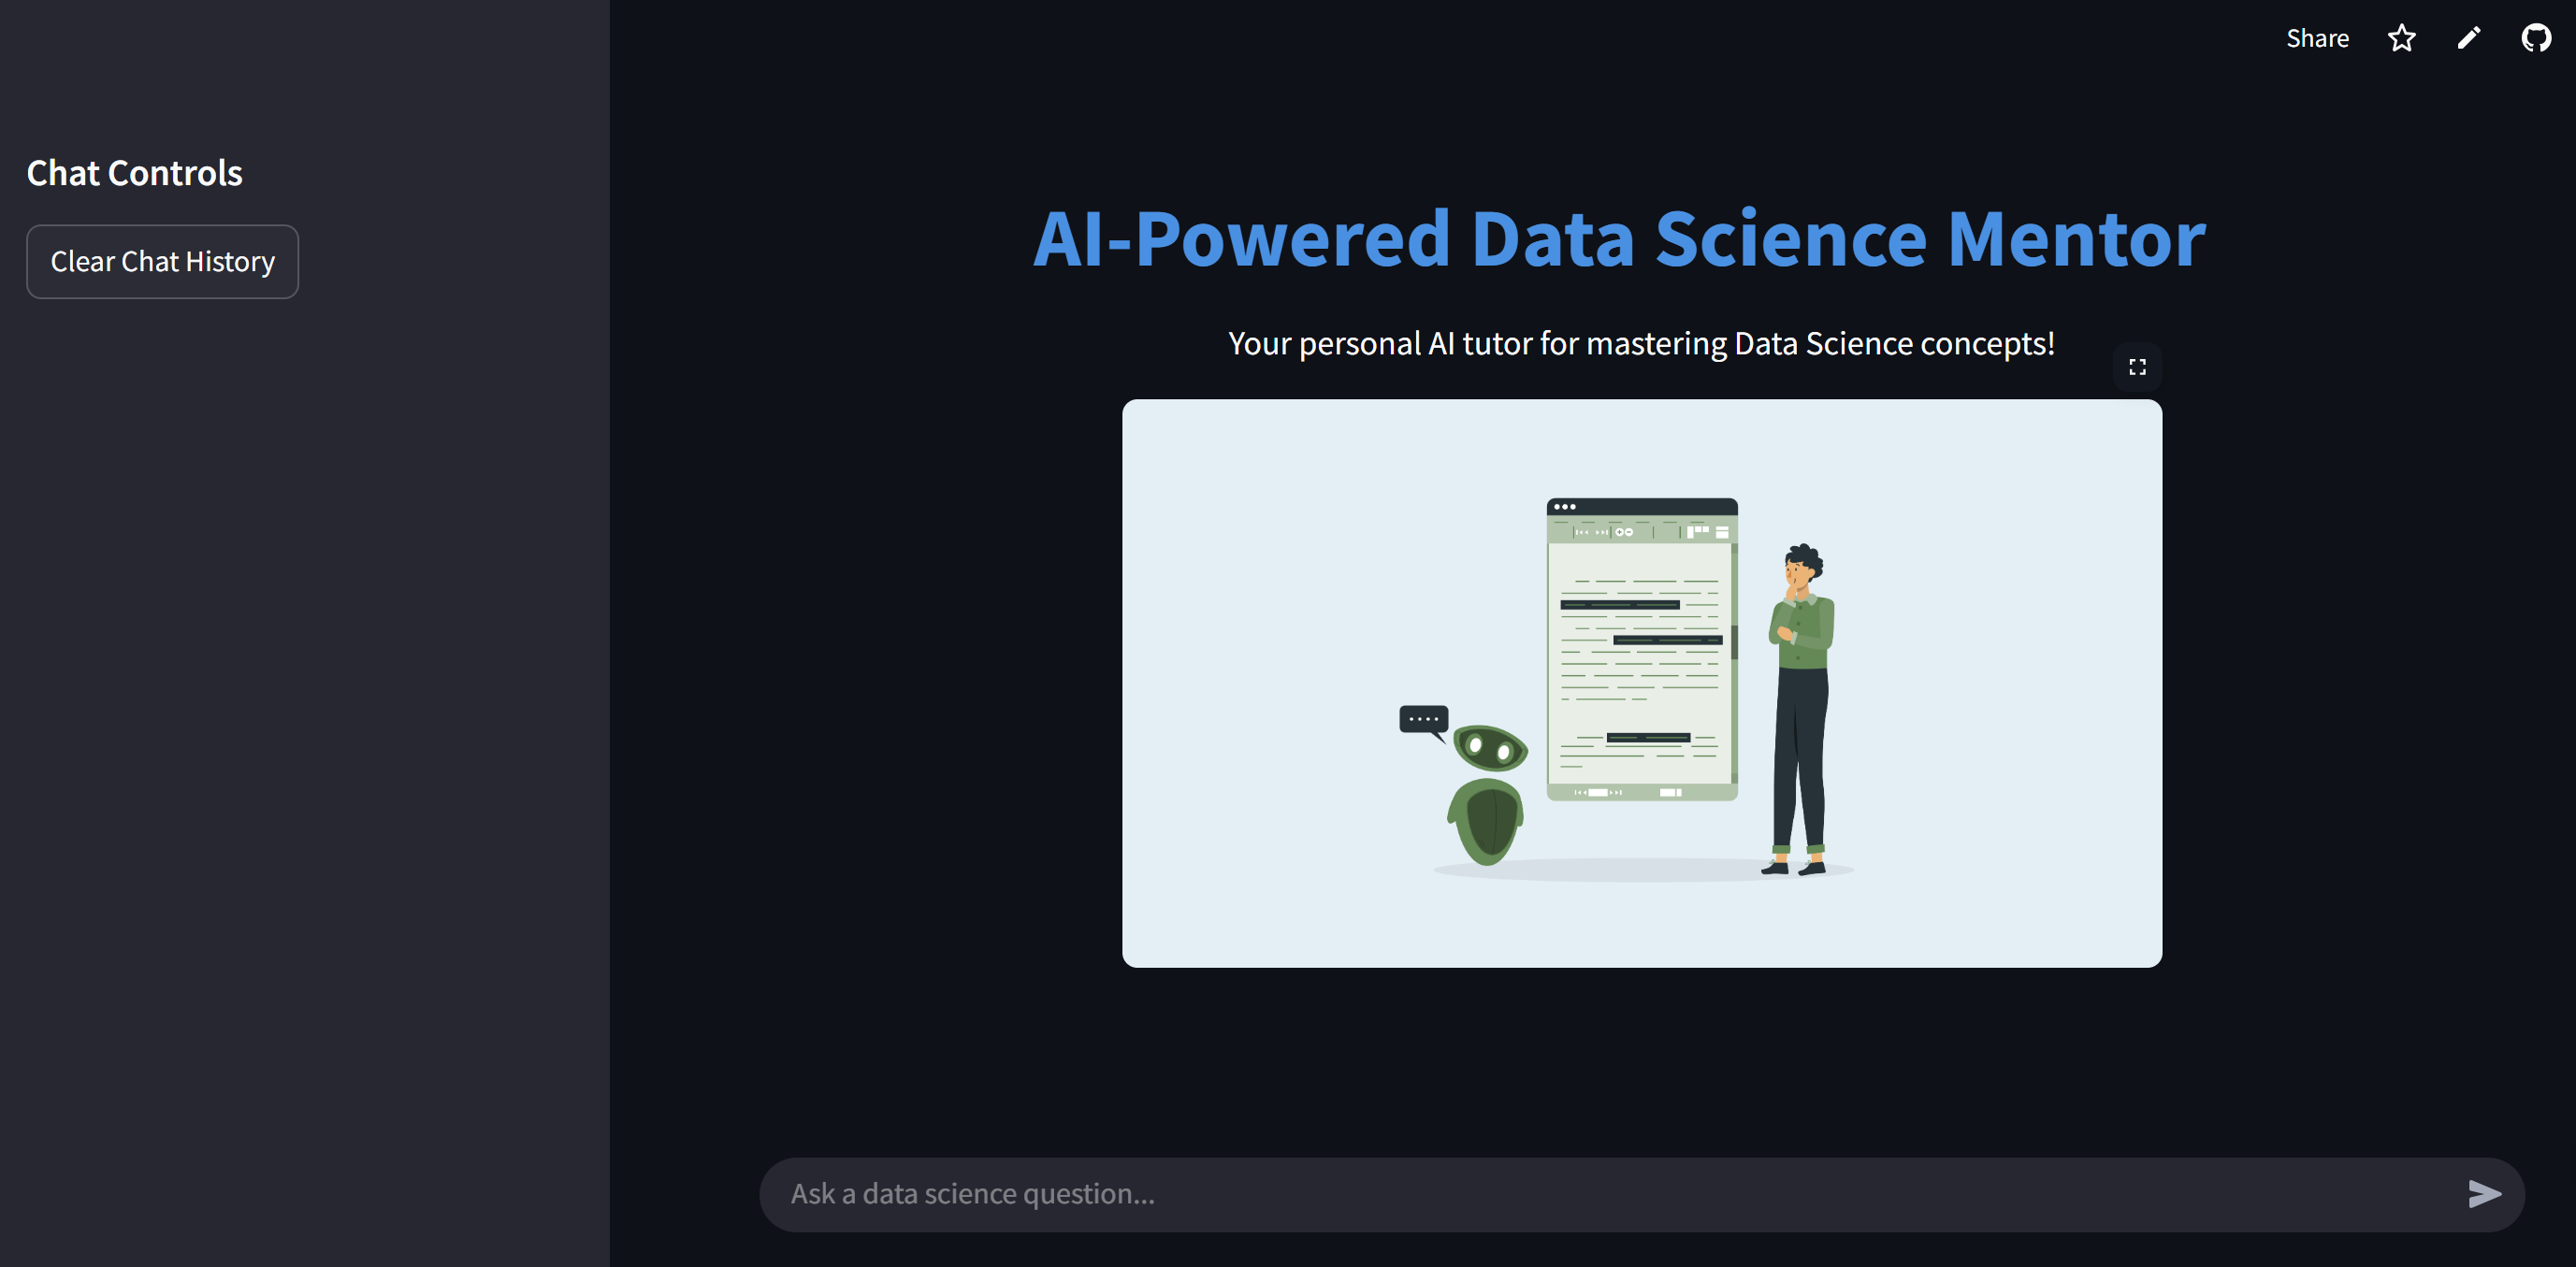 Share
Chat Controls
Clear Chat History
AI-Powered Data Science Mentor
Your personal AI tutor for mastering Data Science concepts!
Ask a data science question...